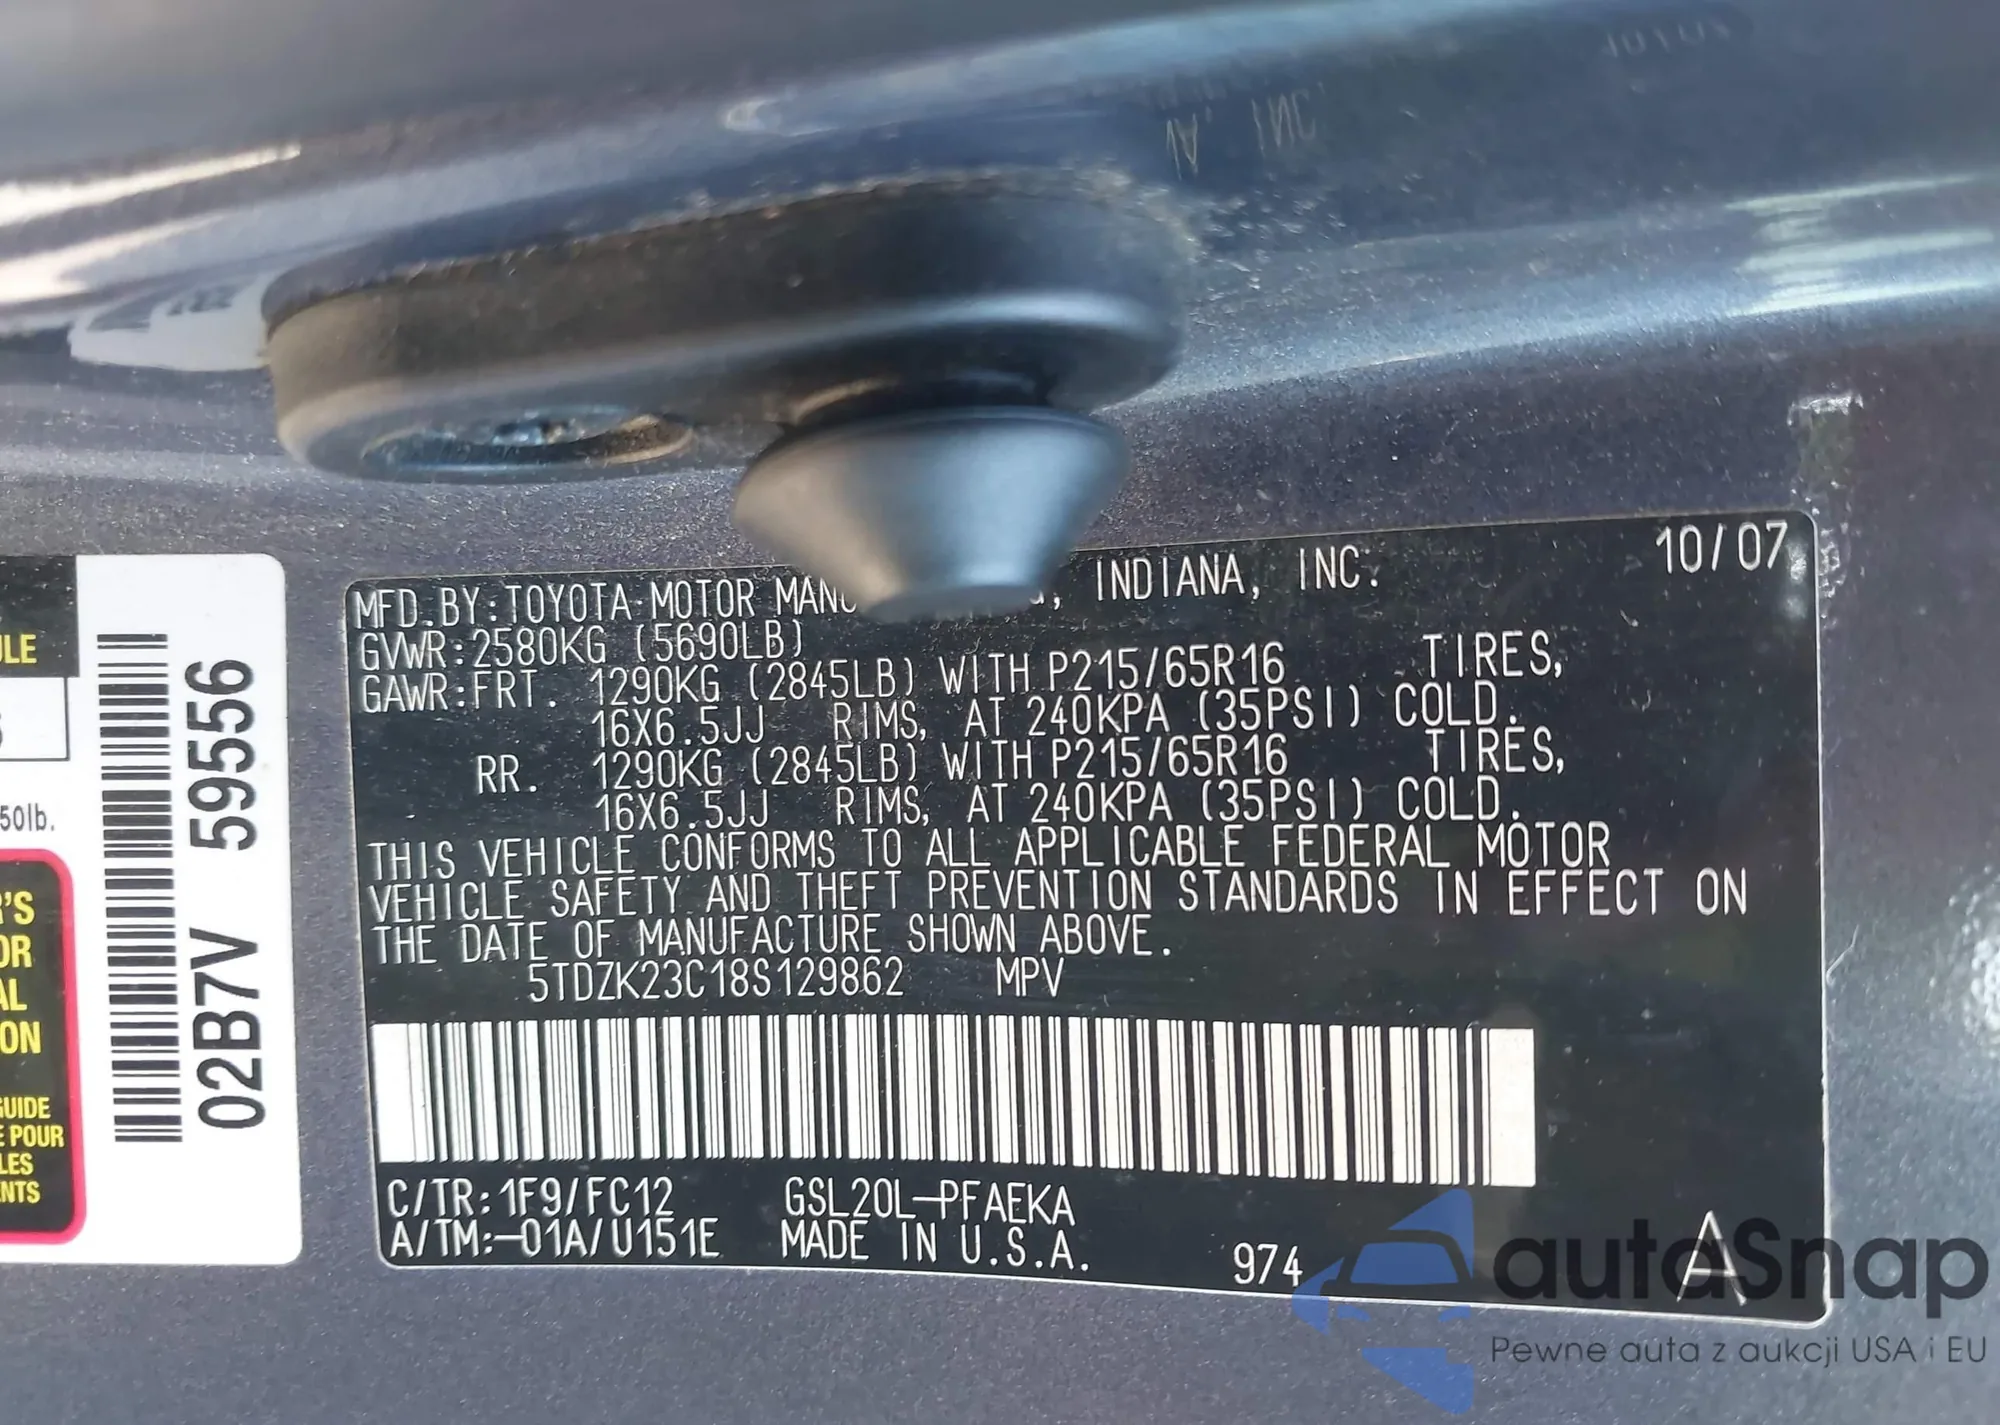 10/07
MFD.BY:TOYOTA MOTOR INDIANA, INC.
GVWR:2580KG (5690LB)
GAWR:FRT. 1290KG (2845LB) WITH P215/65R16 TIRES,
16X6.5JJ RIMS, AT 240KPA (35PSI) COLD.
RR. 1290KG (2845LB) WITH P215/65R16 TIRES,
16X6.5JJ RIMS, AT 240KPA (35PSI) COLD.
THIS VEHICLE CONFORMS TO ALL APPLICABLE FEDERAL MOTOR
VEHICLE SAFETY AND THEFT PREVENTION STANDARDS IN EFFECT ON
THE DATE OF MANUFACTURE SHOWN ABOVE.
5TDZK23C18S129862 MPV
C/TR:1F9/FC12 GSL20L-PFAEKA
A/TM:-01A/U151E MADE IN U.S.A. 974 A
02B7V 59556
50lb.
GUIDE
POUR
autoSnap
Pewne auta z aukcji USA i EU